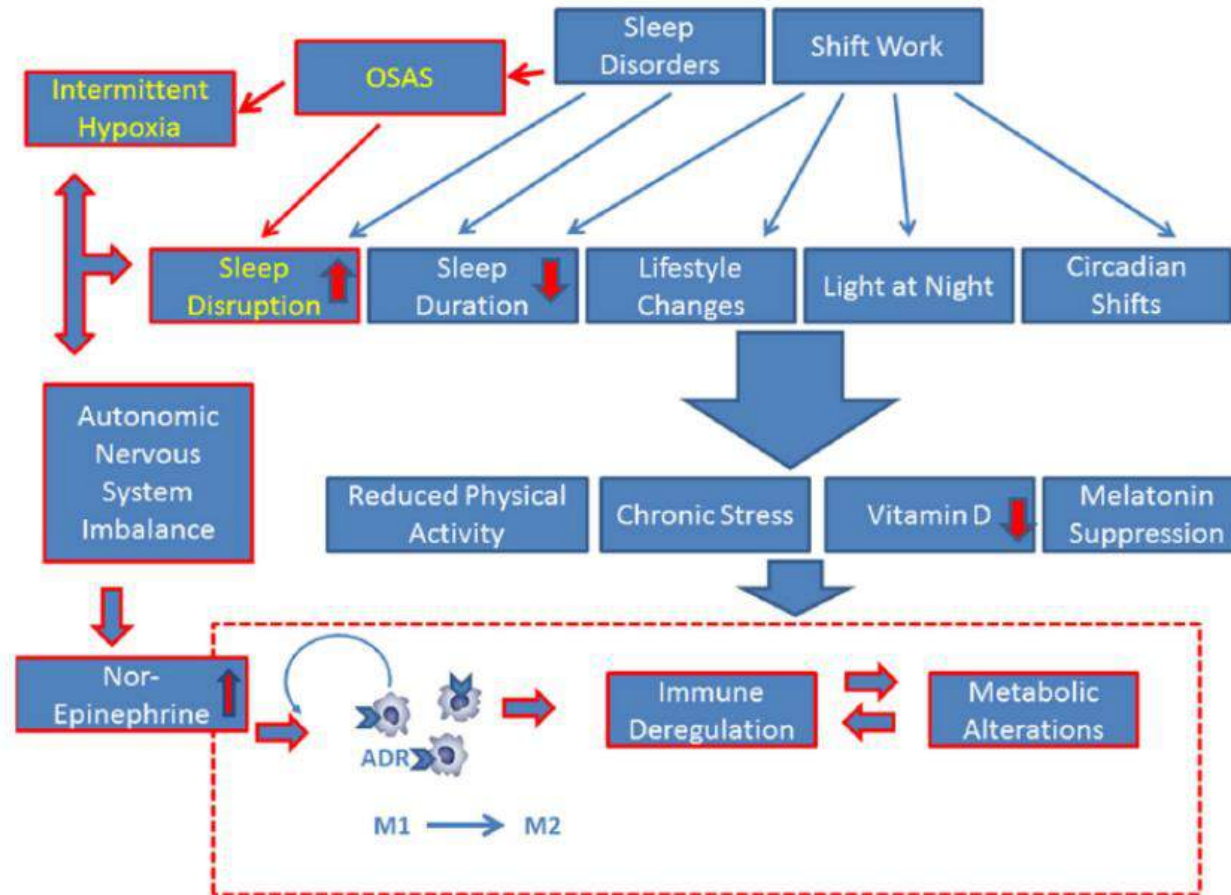 Sleep
Disorders
Shift Work
OSAS
Intermittent
Hypoxia
Sleep
Disruption
Sleep
Duration
Lifestyle
Changes
Light at Night
Circadian
Shifts
Autonomic
Nervous
System
Imbalance
Reduced Physical
Activity
Chronic Stress
Vitamin D
Melatonin
Suppression
Nor-
Epinephrine
ADR
M1
M2
Immune
Deregulation
Metabolic
Alterations